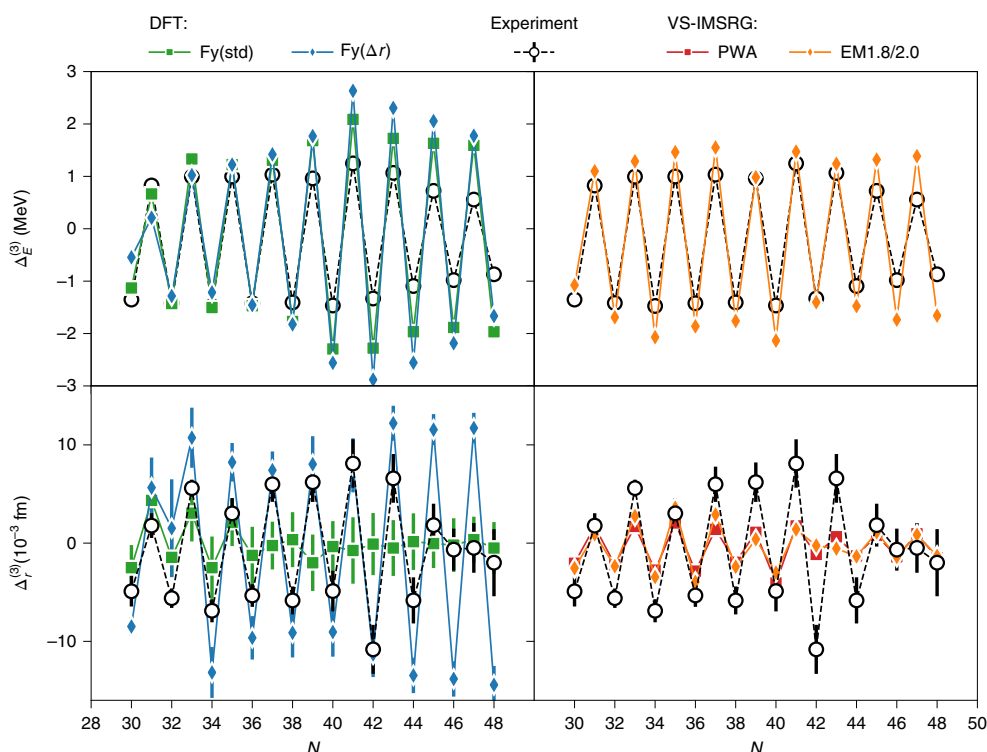 DFT: Experiment VS-IMSRG:
Fy(std) Fy(Δr) PWA EM1.8/2.0
3
2
1
0
−1
−2
−3
Δ_E^(3) (MeV)
10
0
−10
Δ_r^(3) (10⁻³ fm)
28 30 32 34 36 38 40 42 44 46 48 30 32 34 36 38 40 42 44 46 48 50
N N